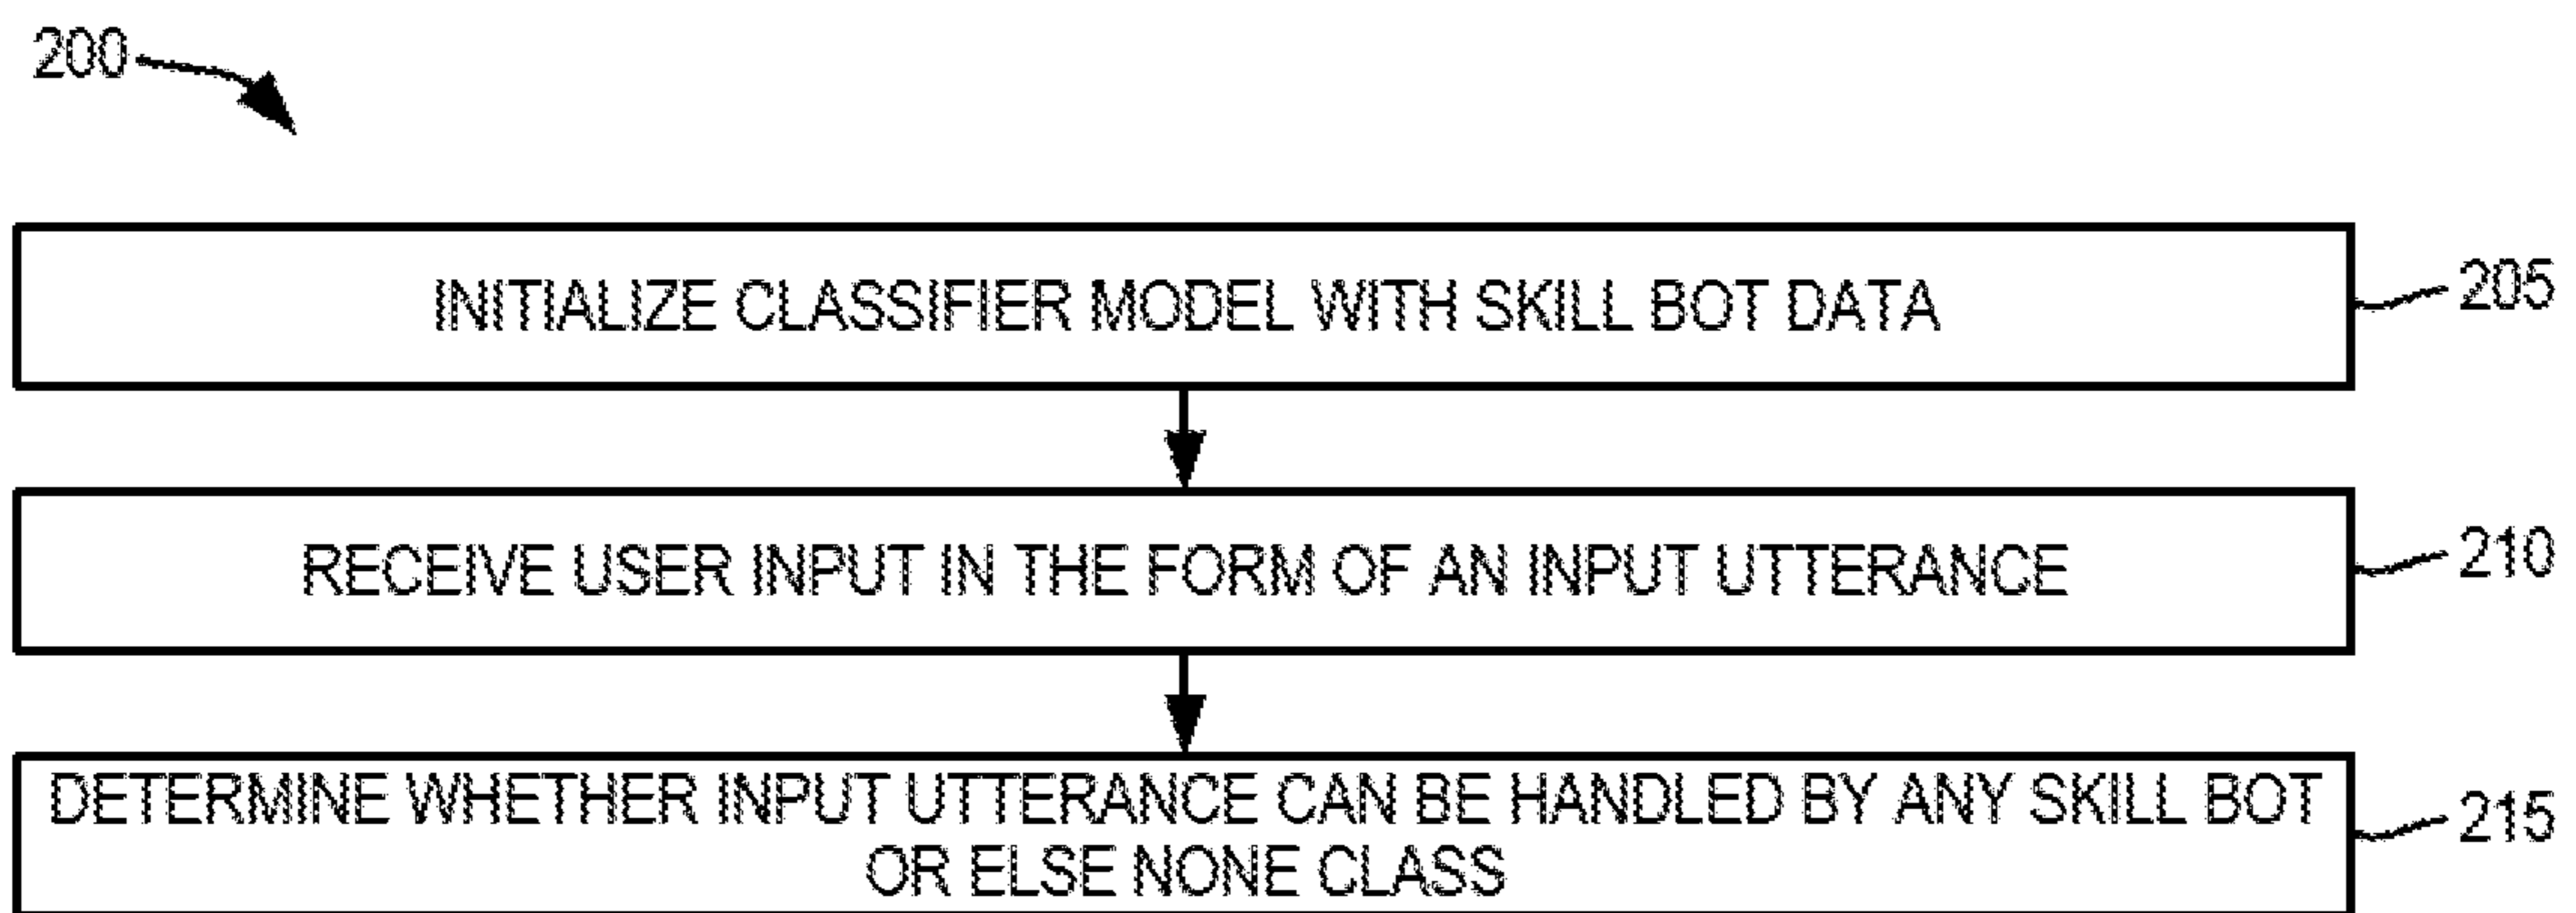 200
INITIALIZE CLASSIFIER MODEL WITH SKILL BOT DATA
205
RECEIVE USER INPUT IN THE FORM OF AN INPUT UTTERANCE
210
DETERMINE WHETHER INPUT UTTERANCE CAN BE HANDLED BY ANY SKILL BOT
OR ELSE NONE CLASS
215